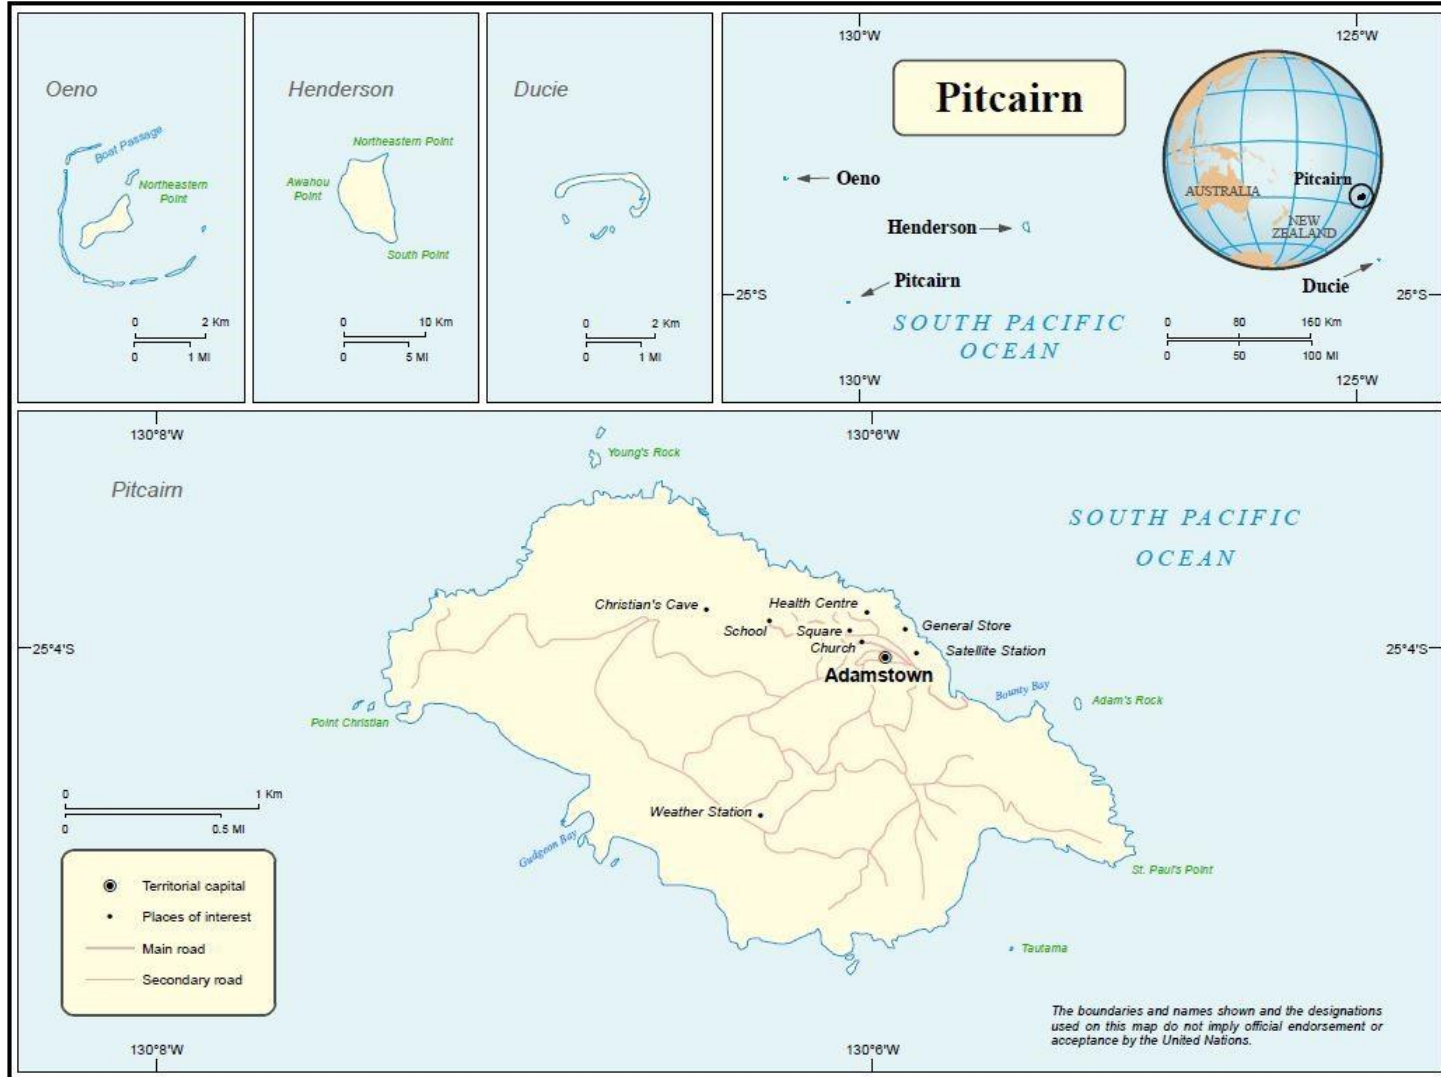 Oeno
Boat Passage
Northeastern
Point
0 2 Km
0 1 MI
Henderson
Northeastern Point
Awahou
Point
South Point
0 10 Km
0 5 MI
Ducie
0 2 Km
0 1 MI
130°W 125°W
Pitcairn
Oeno
Henderson
Pitcairn
Ducie
Pitcairn
AUSTRALIA
NEW
ZEALAND
25°S 25°S
SOUTH PACIFIC
OCEAN
0 80 160 Km
0 50 100 MI
130°W 125°W
130°8'W 130°6'W
Pitcairn
Young's Rock
SOUTH PACIFIC
OCEAN
Christian's Cave
Health Centre
School
Square
General Store
Church
Satellite Station
25°4'S 25°4'S
Adamstown
Bounty Bay
Adam's Rock
Point Christian
0 1 Km
0 0.5 MI
Weather Station
Gudgeon Bay
St. Paul's Point
Tautama
Territorial capital
Places of interest
Main road
Secondary road
The boundaries and names shown and the designations
used on this map do not imply official endorsement or
acceptance by the United Nations.
130°8'W 130°6'W